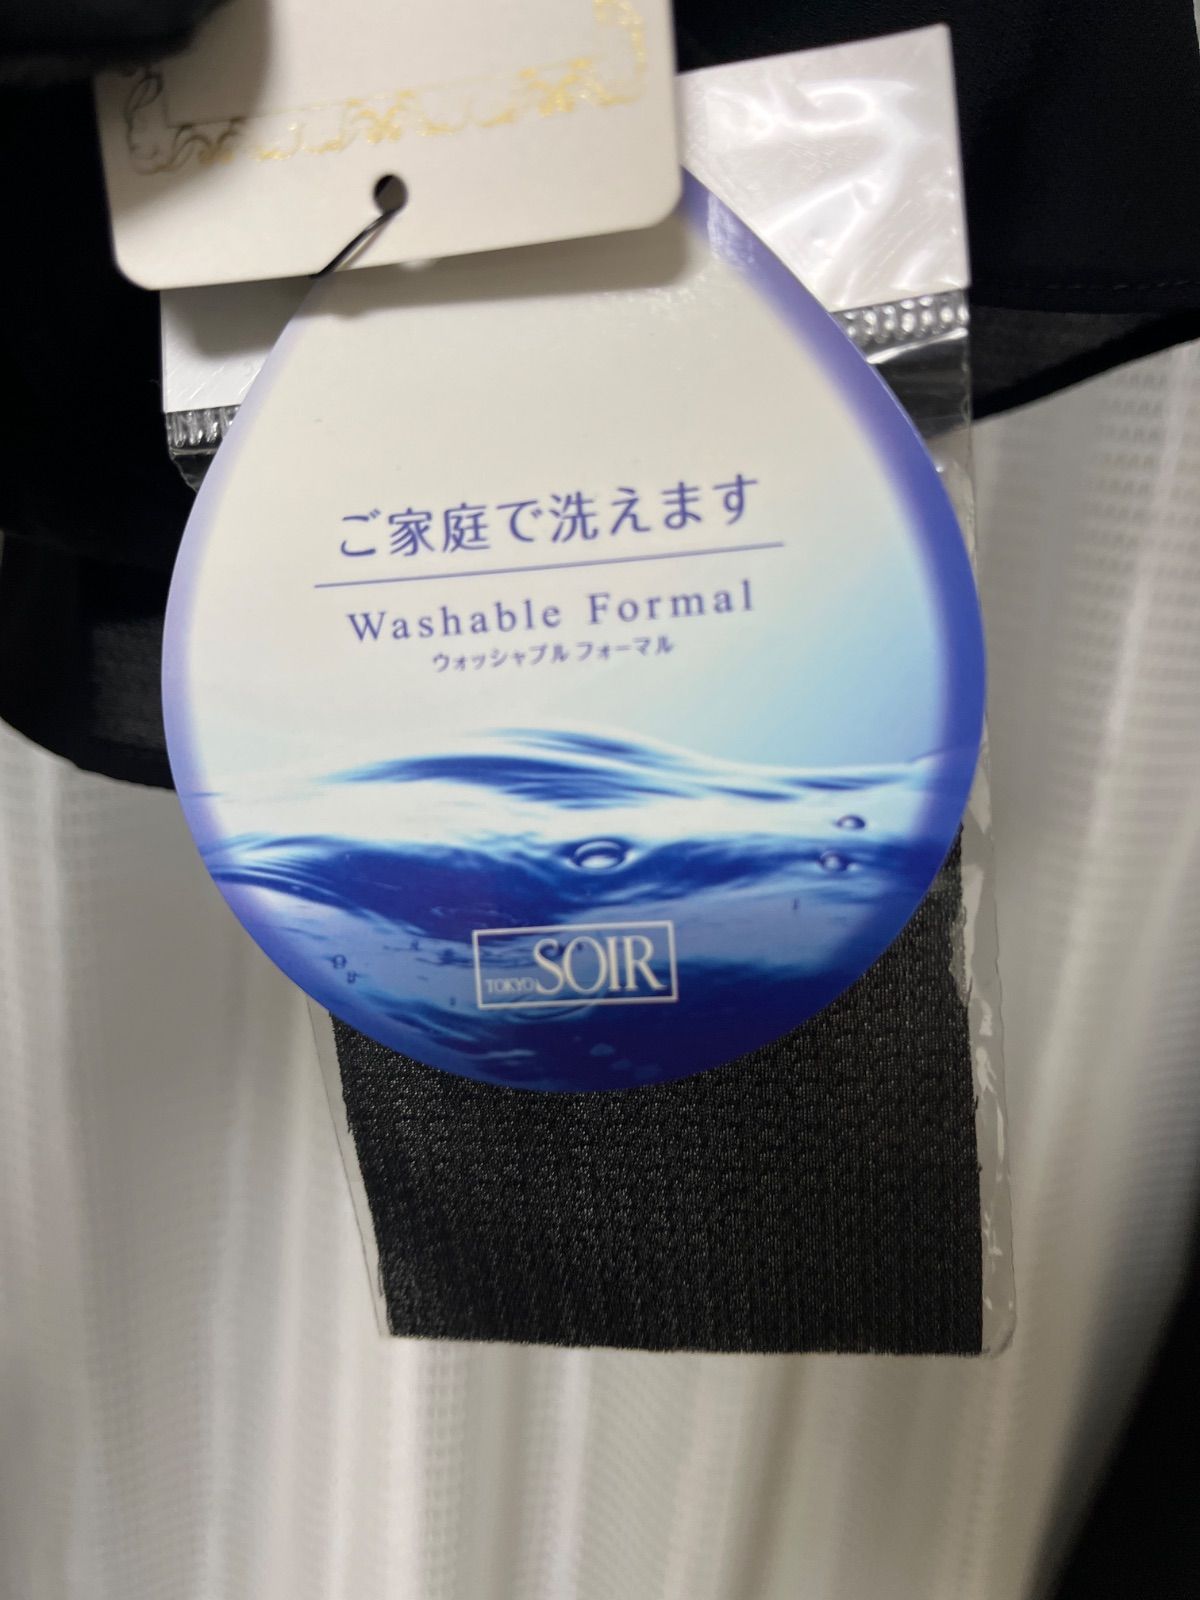 ご家庭で洗えます
Washable Formal
ウォッシャブル フォーマル
TOKYO SOIR